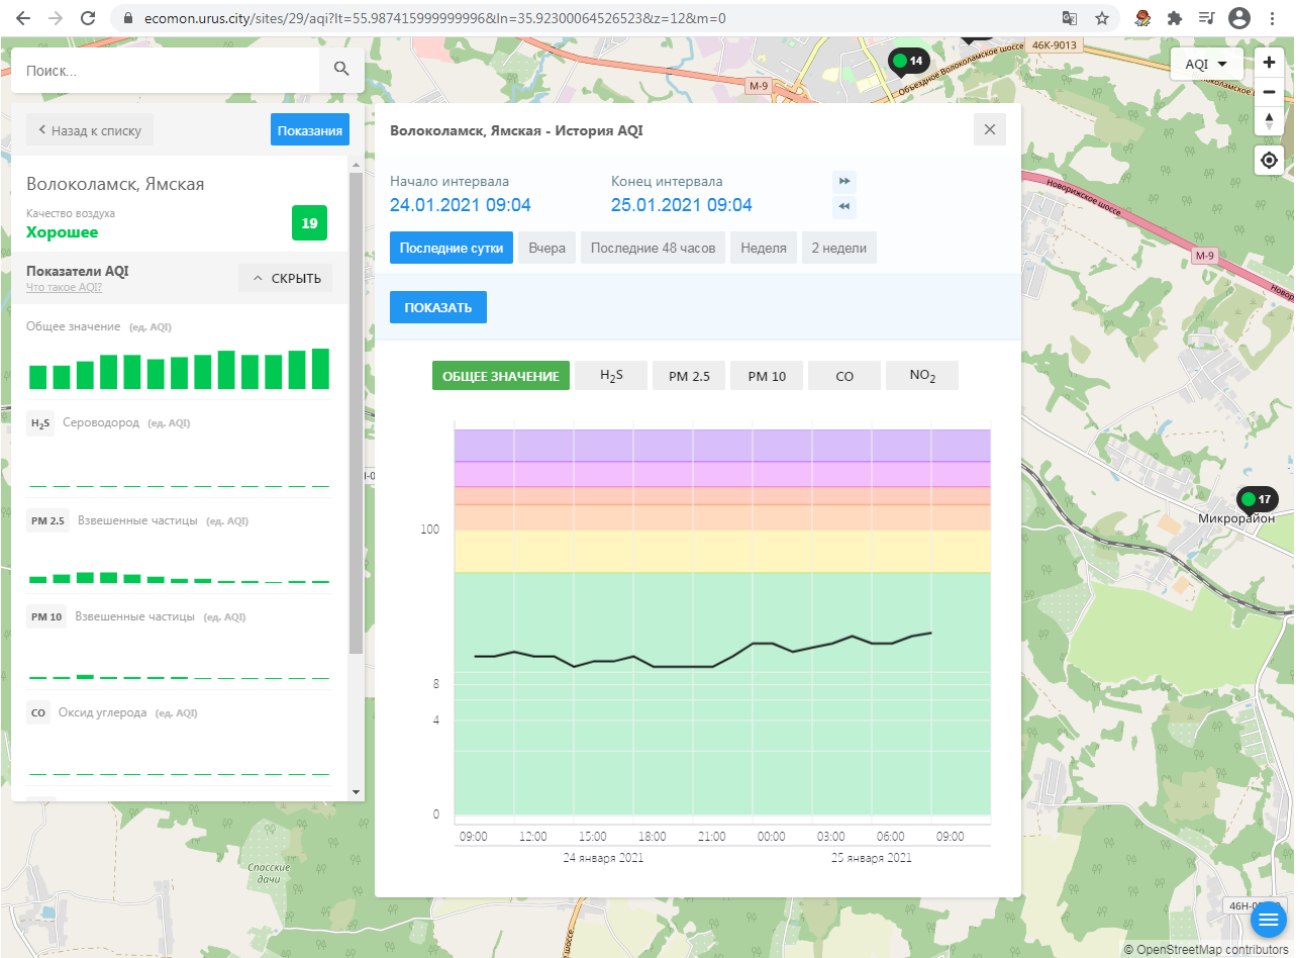 ecomon.urus.city/sites/29/aqi?lt=55.987415999999996&ln=35.92300064526523&z=12&m=0
Поиск...
Назад к списку
Показания
Волоколамск, Ямская
Качество воздуха
Хорошее
19
Показатели AQI
Что такое AQI?
СКРЫТЬ
Общее значение (ед. AQI)
H₂S Сероводород (ед. AQI)
PM 2.5 Взвешенные частицы (ед. AQI)
PM 10 Взвешенные частицы (ед. AQI)
CO Оксид углерода (ед. AQI)
Волоколамск, Ямская - История AQI
Начало интервала
24.01.2021 09:04
Конец интервала
25.01.2021 09:04
Последние сутки
Вчера
Последние 48 часов
Неделя
2 недели
ПОКАЗАТЬ
ОБЩЕЕ ЗНАЧЕНИЕ
H₂S
PM 2.5
PM 10
CO
NO₂
100
8
4
0
09:00 12:00 15:00 18:00 21:00 00:00 03:00 06:00 09:00
24 января 2021
25 января 2021
AQI
46К-9013
14
М-9
Объездное Волоколамское шоссе
Новорижское шоссе
М-9
17
Микрорайон
Спасские
дачи
© OpenStreetMap contributors